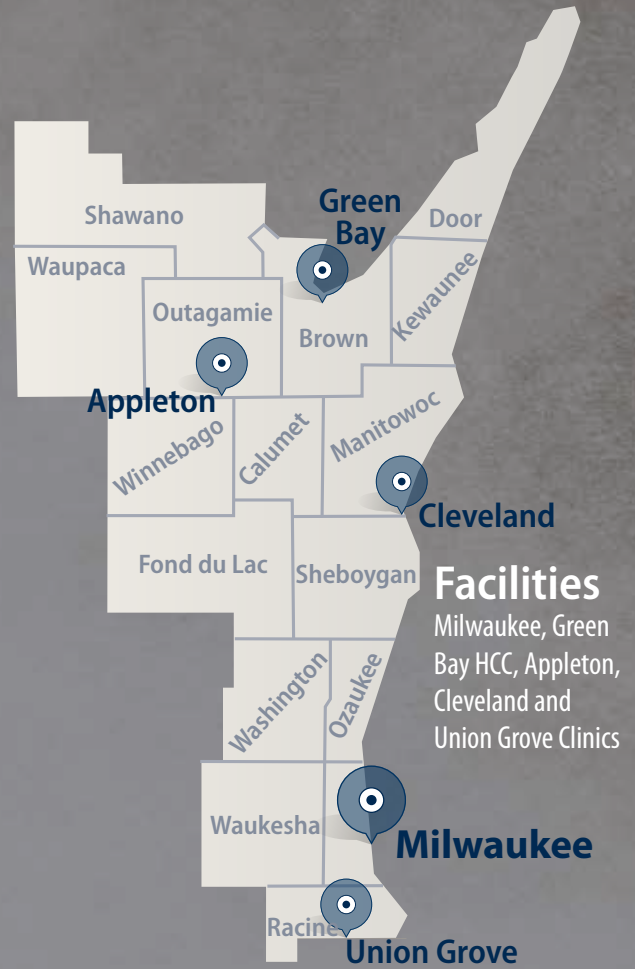 Green
Bay
Door
Shawano
Waupaca
Kewaunee
Outagamie
Brown
Appleton
Manitowoc
Winnebago
Calumet
Cleveland
Fond du Lac
Sheboygan
Facilities
Milwaukee, Green
Bay HCC, Appleton,
Cleveland and
Union Grove Clinics
Washington
Ozaukee
Waukesha
Milwaukee
Racine
Union Grove